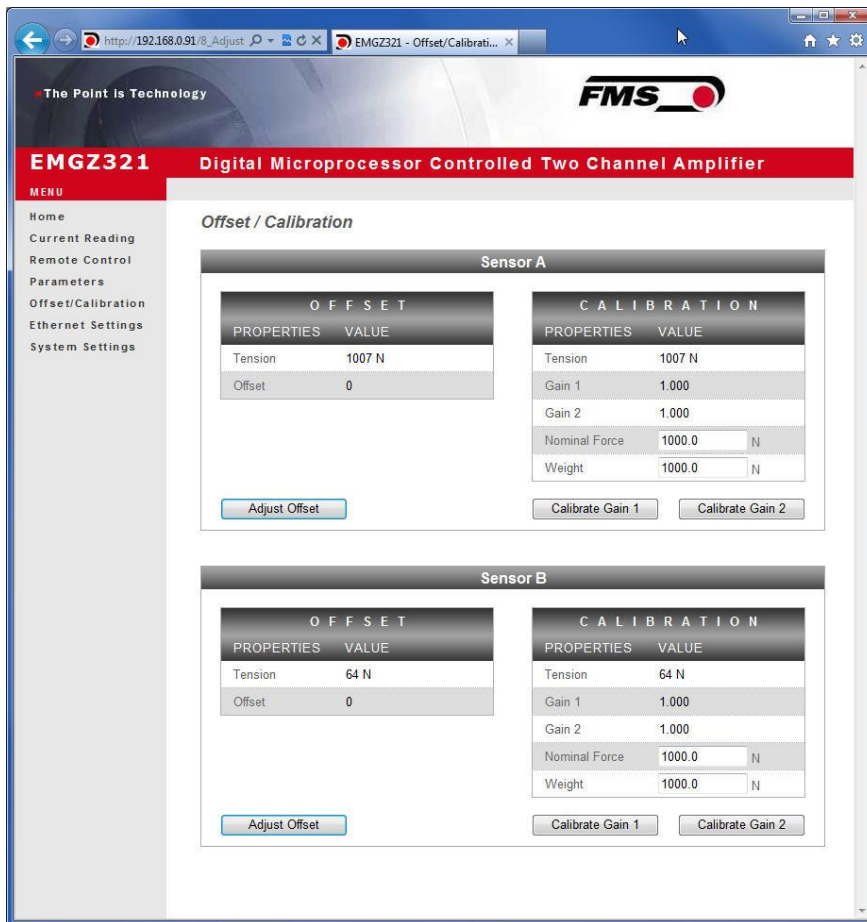 http://192.168.0.91/8_Adjust
EMGZ321 - Offset/Calibrati...
The Point is Technology
FMS
EMGZ321
Digital Microprocessor Controlled Two Channel Amplifier
MENU
Home
Current Reading
Remote Control
Parameters
Offset/Calibration
Ethernet Settings
System Settings
Offset / Calibration
Sensor A
OFFSET
PROPERTIES VALUE
Tension 1007 N
Offset 0
Adjust Offset
CALIBRATION
PROPERTIES VALUE
Tension 1007 N
Gain 1 1.000
Gain 2 1.000
Nominal Force 1000.0 N
Weight 1000.0 N
Calibrate Gain 1 Calibrate Gain 2
Sensor B
OFFSET
PROPERTIES VALUE
Tension 64 N
Offset 0
Adjust Offset
CALIBRATION
PROPERTIES VALUE
Tension 64 N
Gain 1 1.000
Gain 2 1.000
Nominal Force 1000.0 N
Weight 1000.0 N
Calibrate Gain 1 Calibrate Gain 2